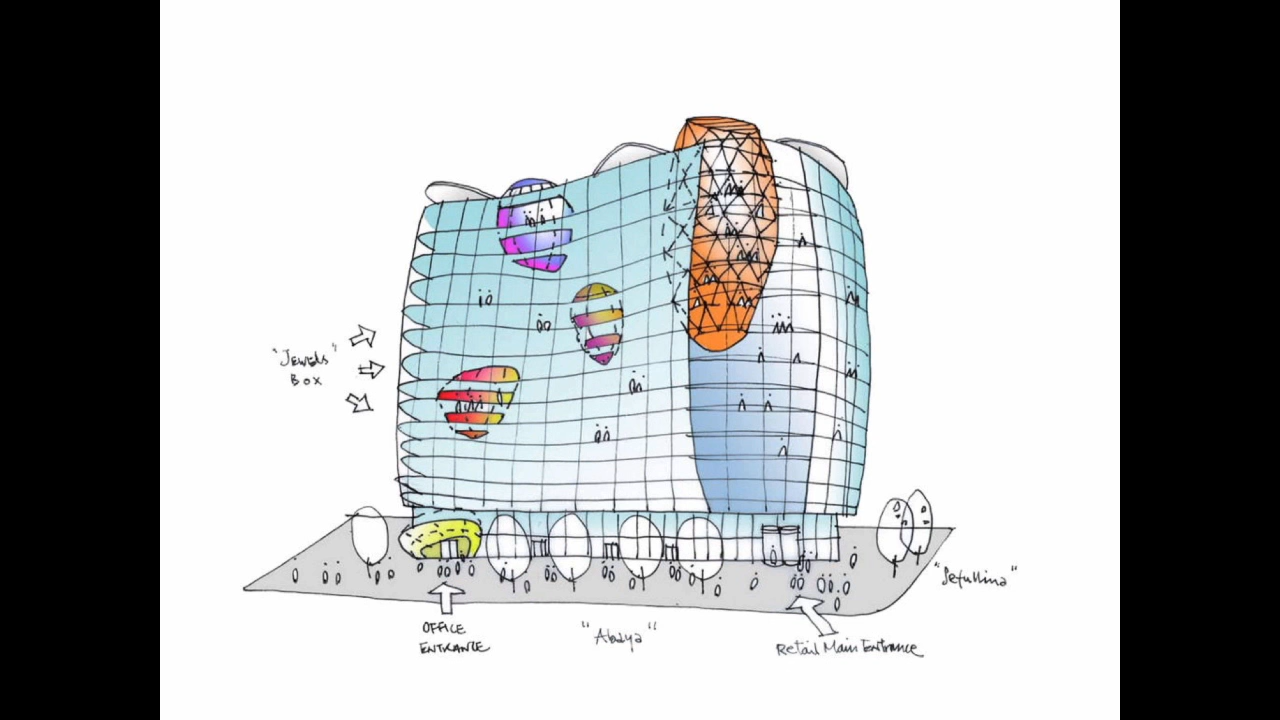 "Jewels"
BOX
OFFICE
ENTRANCE
"Abaya"
Retail Main Entrance
"Sefullina"